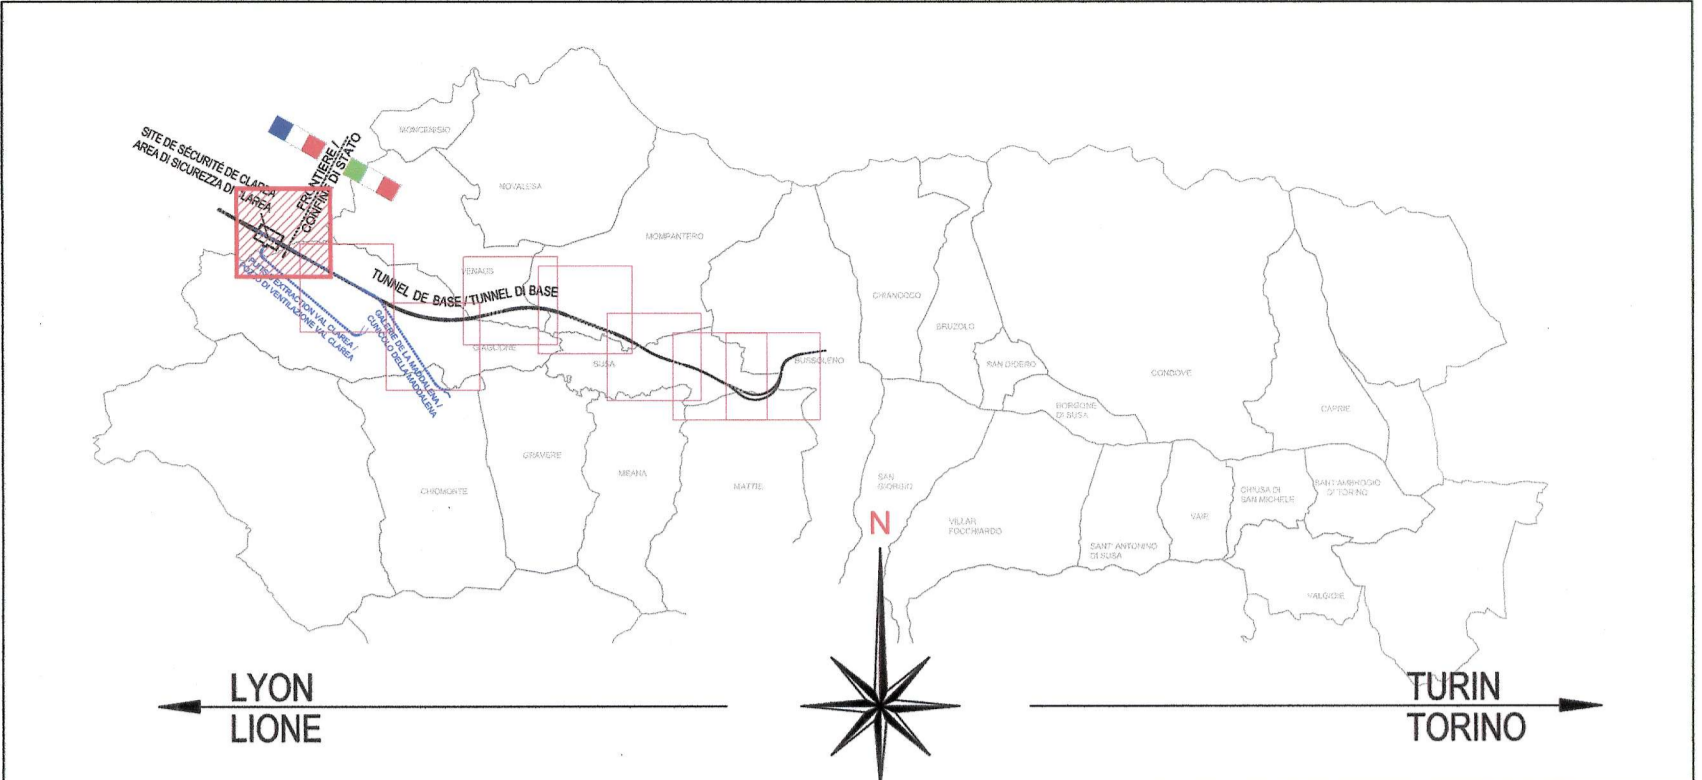 MONCENISIO
SITE DE SÉCURITÉ DE CLAREA
AREA DI SICUREZZA DI CLAREA
FRONTIERE /
CONFINE DI STATO
NOVALESA
MOMPANTERO
VENAUS
TUNNEL DE BASE / TUNNEL DI BASE
PUITS D'EXTRACTION VAL CLAREA /
POZZO DI VENTILAZIONE VAL CLAREA
GALERIE DE LA MADDALENA /
CUNICOLO DELLA MADDALENA
GIAGLIONE
SUSA
BUSSOLENO
CHIANOCCO
BRUZOLO
SAN DIDERO
CONDOVE
BORGONE
DI SUSA
CAPRIE
GRAVERE
MEANA
MATTIE
CHIOMONTE
SAN
GIORGIO
VILLAR
FOCCHIARDO
SANT' ANTONINO
DI SUSA
VAIE
CHIUSA DI
SAN MICHELE
SANT'AMBROGIO
DI TORINO
VALGIOIE
N
LYON
LIONE
TURIN
TORINO